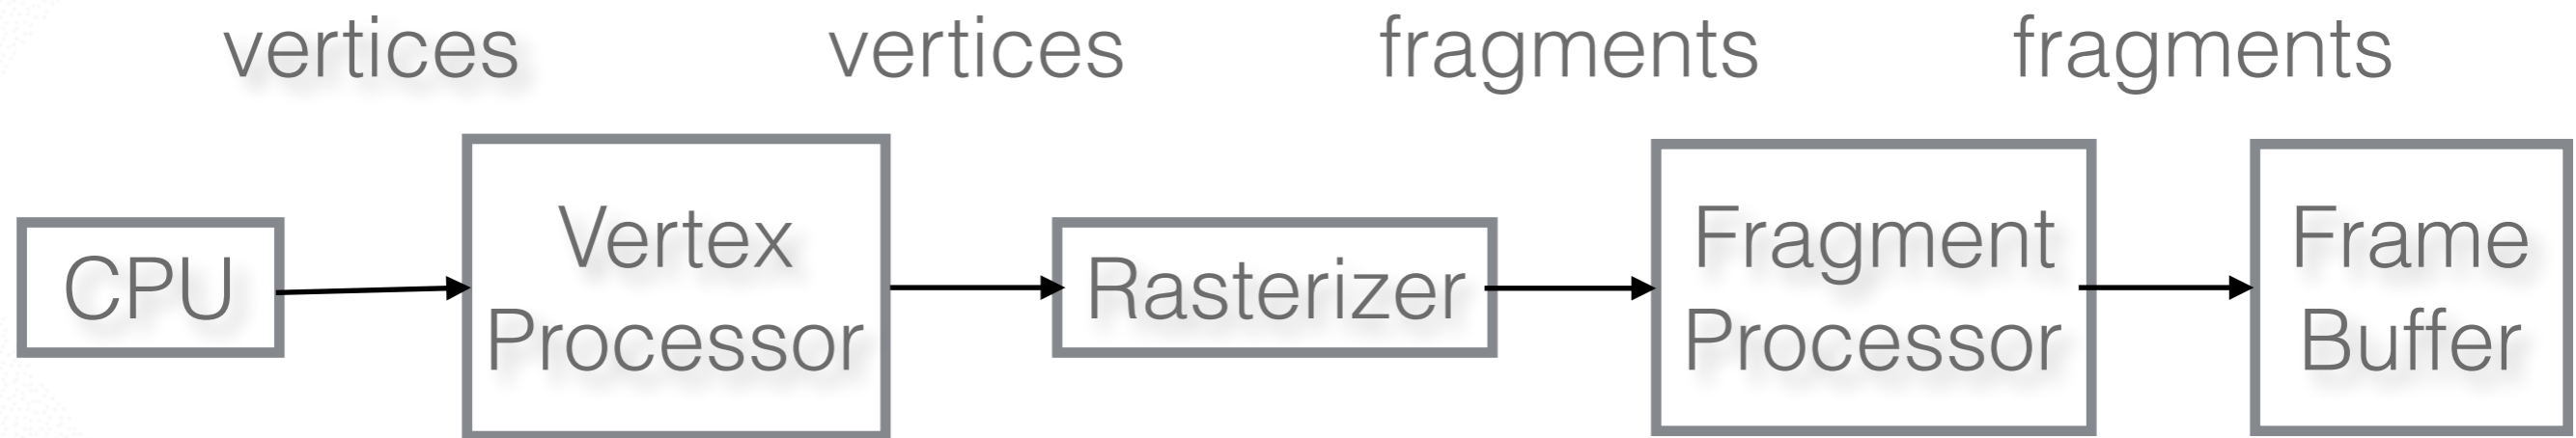 vertices vertices fragments fragments
CPU
Vertex
Processor
Rasterizer
Fragment
Processor
Frame
Buffer